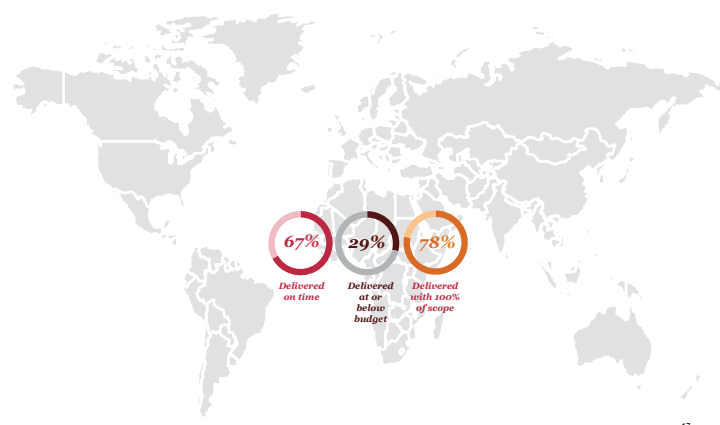 67%
29%
78%
Delivered
on time
Delivered
at or
below
budget
Delivered
with 100%
of scope